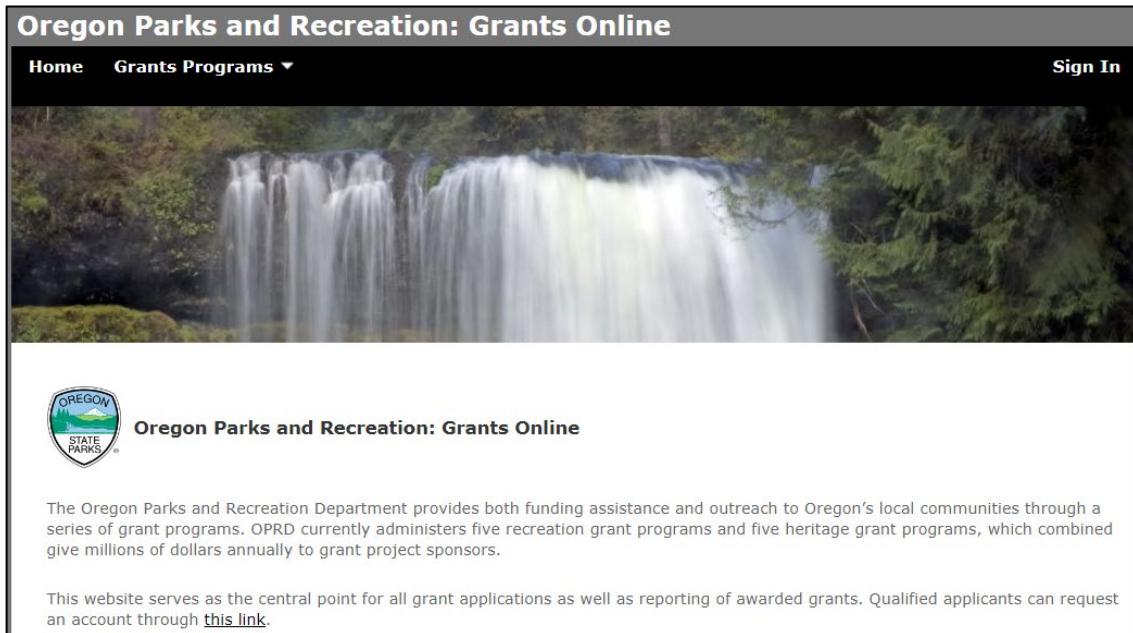 Oregon Parks and Recreation: Grants Online
Home Grants Programs Sign In
OREGON
STATE
PARKS
Oregon Parks and Recreation: Grants Online
The Oregon Parks and Recreation Department provides both funding assistance and outreach to Oregon’s local communities through a
series of grant programs. OPRD currently administers five recreation grant programs and five heritage grant programs, which combined
give millions of dollars annually to grant project sponsors.
This website serves as the central point for all grant applications as well as reporting of awarded grants. Qualified applicants can request
an account through this link.